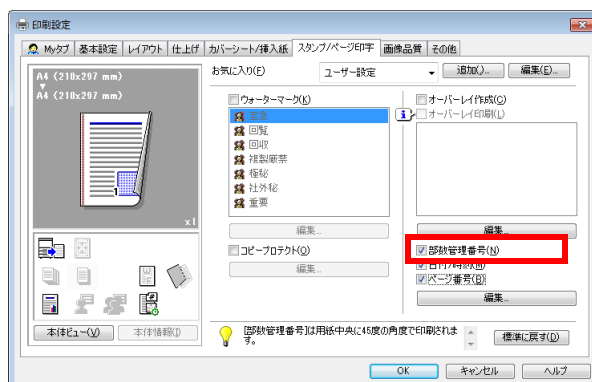 印刷設定
Myタブ 基本設定 レイアウト 仕上げ カバーシート/挿入紙 スタンプ/ページ印字 画像品質 その他
A4 (210x297 mm)
A4 (210x297 mm)
1
x1
本体ビュー(V) 本体情報(I)
お気に入り(F) ユーザー設定 追加()... 編集(E)...
ウォーターマーク(K)
回覧
回収
複製厳禁
極秘
社外秘
重要
編集...
コピープロテクト(O)
編集...
オーバーレイ作成(C)
オーバーレイ印刷(L)
編集...
部数管理番号(N)
日付/時刻(M)
ページ番号(B)
編集...
[部数管理番号]は用紙中央に45度の角度で印刷されま
す。
標準に戻す(D)
OK キャンセル ヘルプ